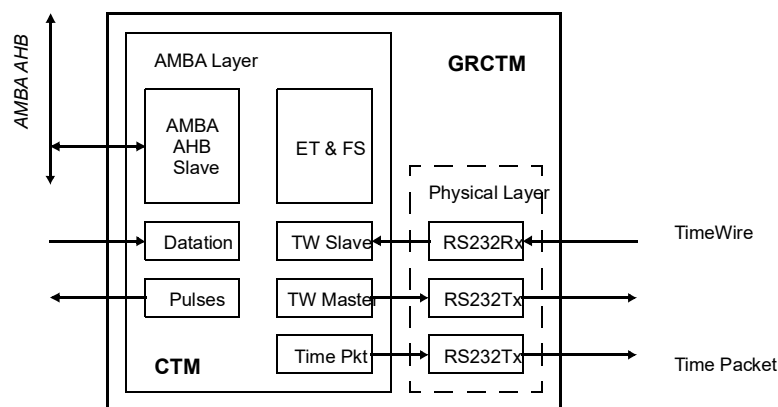 AMBA AHB
AMBA Layer
GRCTM
AMBA
AHB
Slave
ET & FS
Physical Layer
Datation
TW Slave
RS232Rx
TimeWire
Pulses
TW Master
RS232Tx
CTM
Time Pkt
RS232Tx
Time Packet